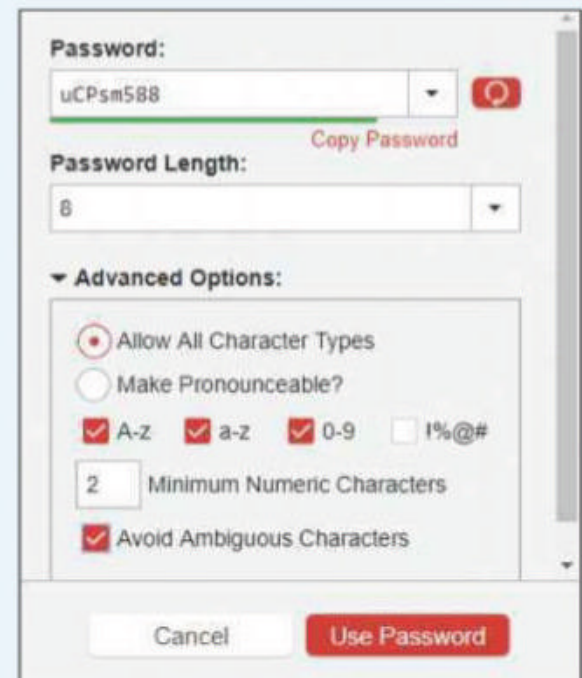 Password:
uCPsm588
Copy Password
Password Length:
8
Advanced Options:
Allow All Character Types
Make Pronounceable?
A-z a-z 0-9 !%@#
2 Minimum Numeric Characters
Avoid Ambiguous Characters
Cancel Use Password